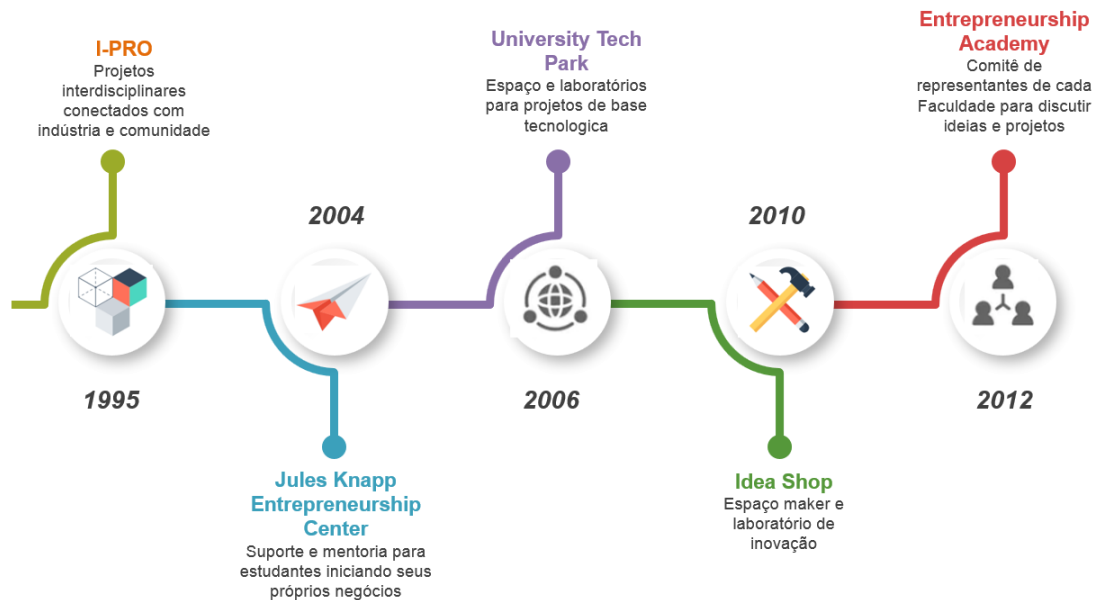 I-PRO
Projetos
interdisciplinares
conectados com
indústria e comunidade
1995
2004
Jules Knapp
Entrepreneurship
Center
Suporte e mentoria para
estudantes iniciando seus
próprios negócios
University Tech
Park
Espaço e laboratórios
para projetos de base
tecnologica
2006
2010
Idea Shop
Espaço maker e
laboratório de
inovação
Entrepreneurship
Academy
Comitê de
representantes de cada
Faculdade para discutir
ideias e projetos
2012